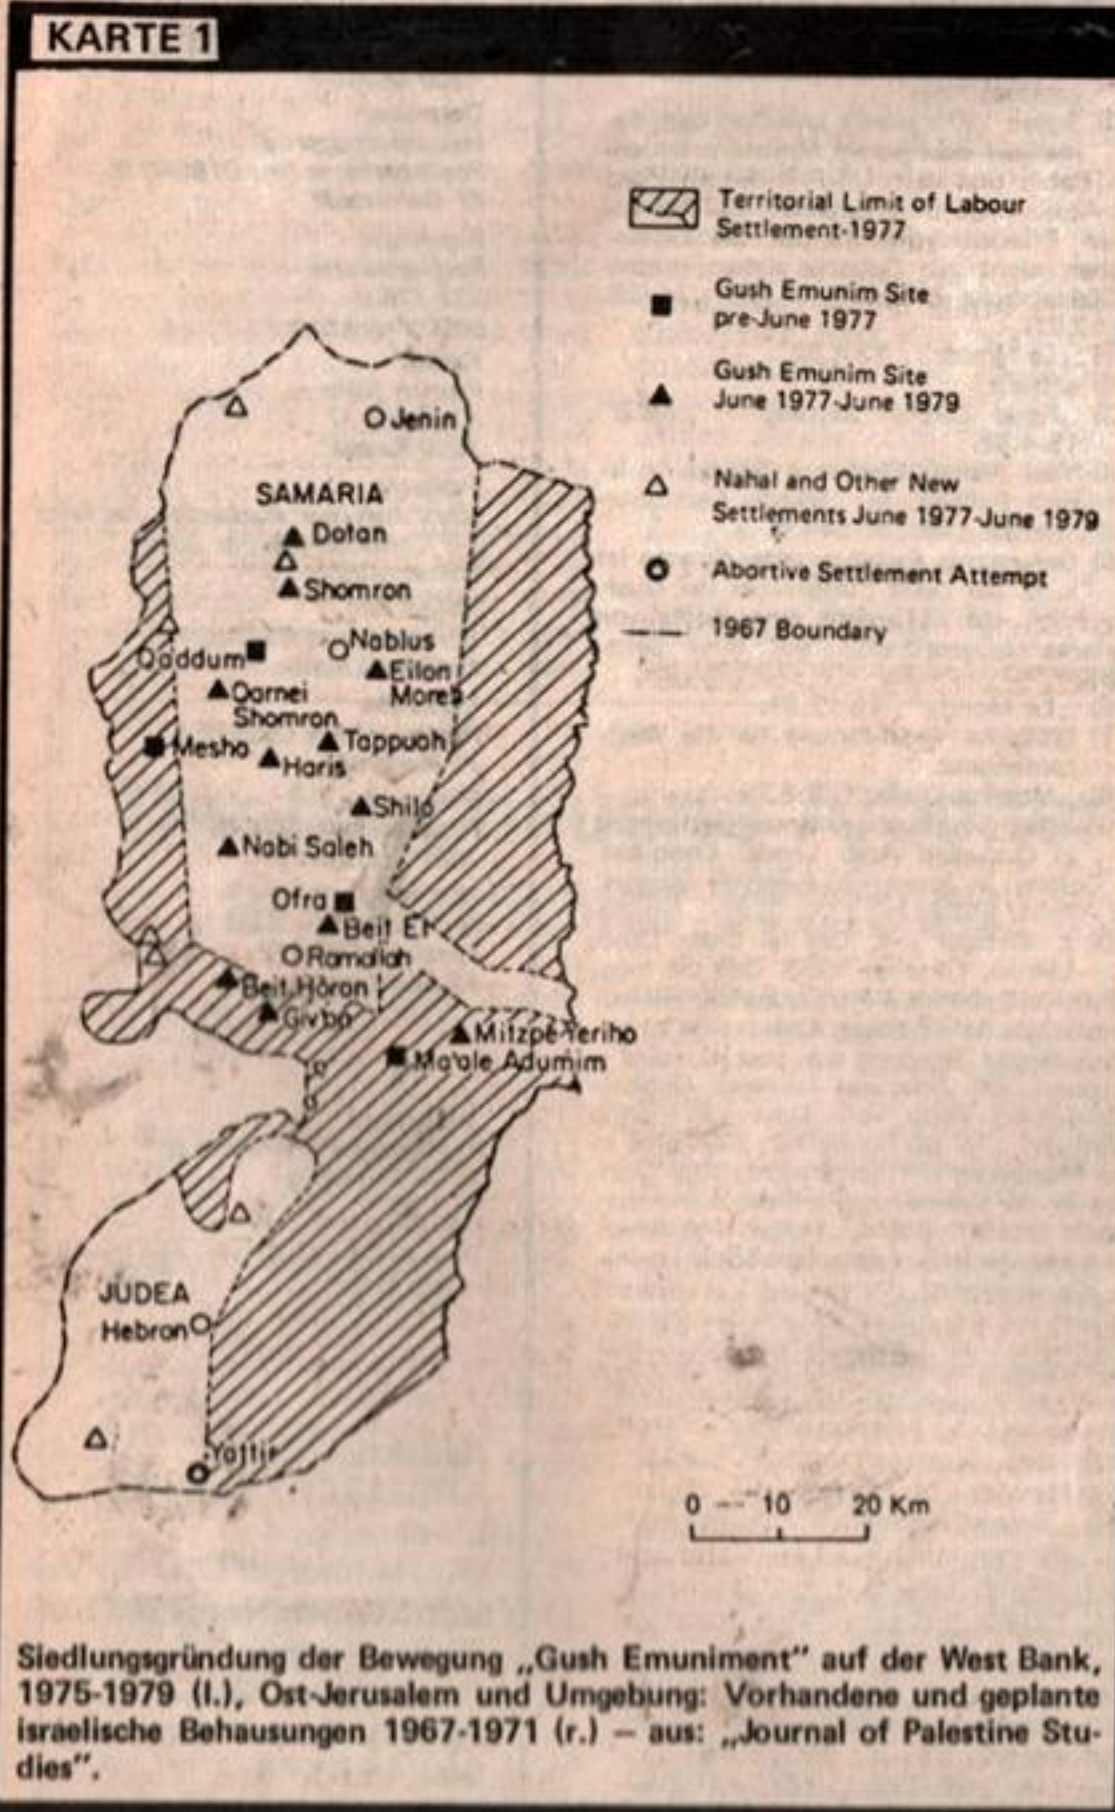 KARTE 1
Territorial Limit of Labour
Settlement-1977
Gush Emunim Site
pre-June 1977
Gush Emunim Site
June 1977-June 1979
Nahal and Other New
Settlements June 1977-June 1979
Abortive Settlement Attempt
1967 Boundary
Jenin
SAMARIA
Dotan
Shomron
Nablus
Qaddum
Eilon
Moreh
Qarnei
Shomron
Mesha
Tappuah
Haris
Shilo
Nabi Saleh
Ofra
Beit El
Ramallah
Beit Horon
Giv'on
Mitzpe Yeriho
Ma'ale Adumim
JUDEA
Hebron
Yattir
0 10 20 Km
Siedlungsgründung der Bewegung „Gush Emuniment" auf der West Bank,
1975-1979 (l.), Ost-Jerusalem und Umgebung: Vorhandene und geplante
israelische Behausungen 1967-1971 (r.) — aus: „Journal of Palestine Stu-
dies".